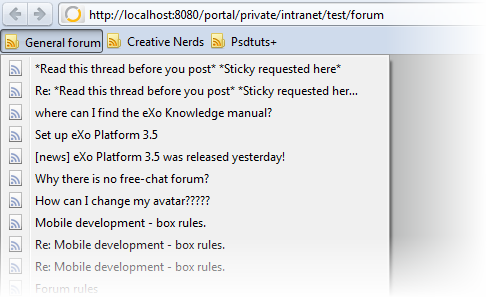 http://localhost:8080/portal/private/intranet/test/forum
General forum Creative Nerds Psdtuts+
*Read this thread before you post* *Sticky requested here*
Re: *Read this thread before you post* *Sticky requested her...
where can I find the eXo Knowledge manual?
Set up eXo Platform 3.5
[news] eXo Platform 3.5 was released yesterday!
Why there is no free-chat forum?
How can I change my avatar?????
Mobile development - box rules.
Re: Mobile development - box rules.
Re: Mobile development - box rules.
Forum rules